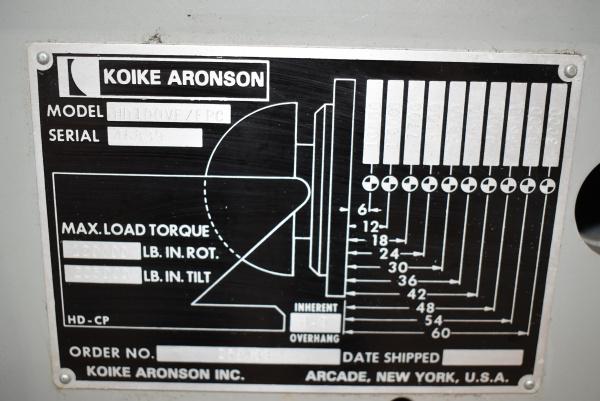 KOIKE ARONSON
MODEL
SERIAL
6
12
18
24
30
36
42
48
54
60
MAX. LOAD TORQUE
LB. IN. ROT.
LB. IN. TILT
HD-CP
INHERENT
OVERHANG
ORDER NO. DATE SHIPPED
KOIKE ARONSON INC. ARCADE, NEW YORK, U.S.A.